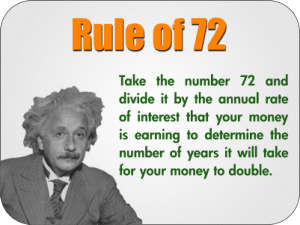 Rule of 72
Take the number 72 and
divide it by the annual rate
of interest that your money
is earning to determine the
number of years it will take
for your money to double.